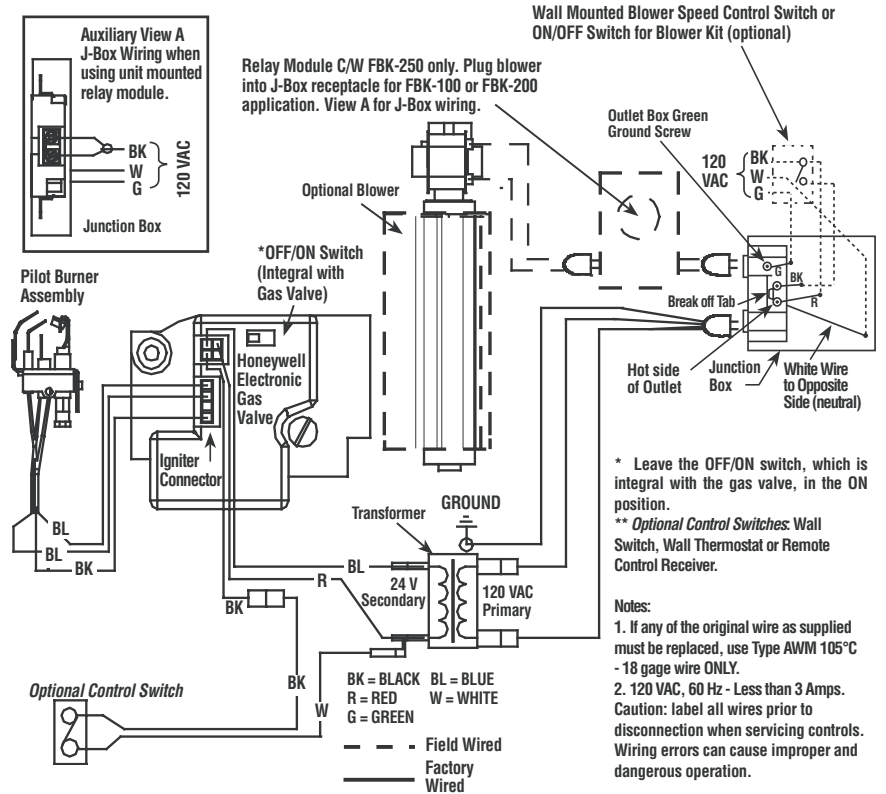 Wall Mounted Blower Speed Control Switch or
ON/OFF Switch for Blower Kit (optional)
Auxiliary View A
J-Box Wiring when
using unit mounted
relay module.
BK
W
G
120 VAC
Junction Box
Relay Module C/W FBK-250 only. Plug blower
into J-Box receptacle for FBK-100 or FBK-200
application. View A for J-Box wiring.
Outlet Box Green
Ground Screw
120
VAC
BK
W
G
Optional Blower
*OFF/ON Switch
(Integral with
Gas Valve)
Pilot Burner
Assembly
G
BK
Break off Tab
R
Honeywell
Electronic
Gas
Valve
Hot side
of Outlet
Junction
Box
White Wire
to Opposite
Side (neutral)
Igniter
Connector
* Leave the OFF/ON switch, which is
integral with the gas valve, in the ON
position.
** Optional Control Switches: Wall
Switch, Wall Thermostat or Remote
Control Receiver.
GROUND
Transformer
BL
BL
BK
BL
R
BK
24 V
Secondary
120 VAC
Primary
Notes:
1. If any of the original wire as supplied
must be replaced, use Type AWM 105°C
- 18 gage wire ONLY.
2. 120 VAC, 60 Hz - Less than 3 Amps.
Caution: label all wires prior to
disconnection when servicing controls.
Wiring errors can cause improper and
dangerous operation.
Optional Control Switch
BK
W
BK = BLACK BL = BLUE
R = RED W = WHITE
G = GREEN
Field Wired
Factory
Wired